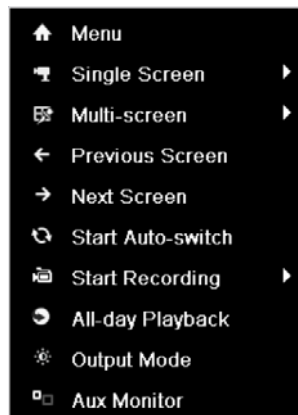 Menu
Single Screen
Multi-screen
Previous Screen
Next Screen
Start Auto-switch
Start Recording
All-day Playback
Output Mode
Aux Monitor